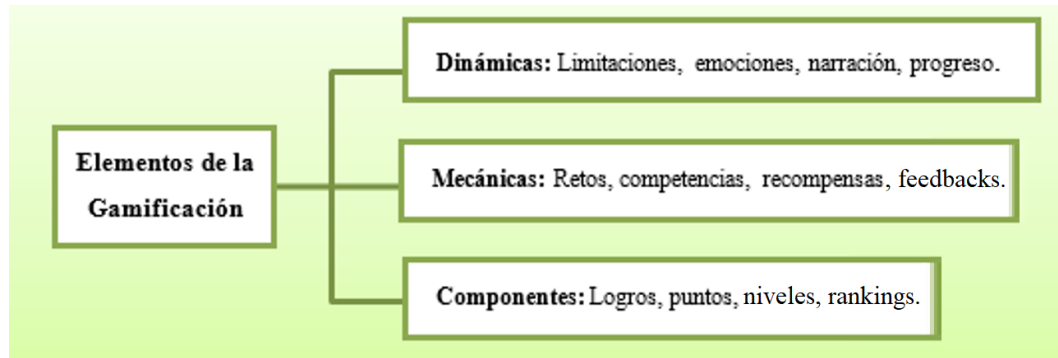 Dinámicas: Limitaciones, emociones, narración, progreso.
Elementos de la
Gamificación
Mecánicas: Retos, competencias, recompensas, feedbacks.
Componentes: Logros, puntos, niveles, rankings.